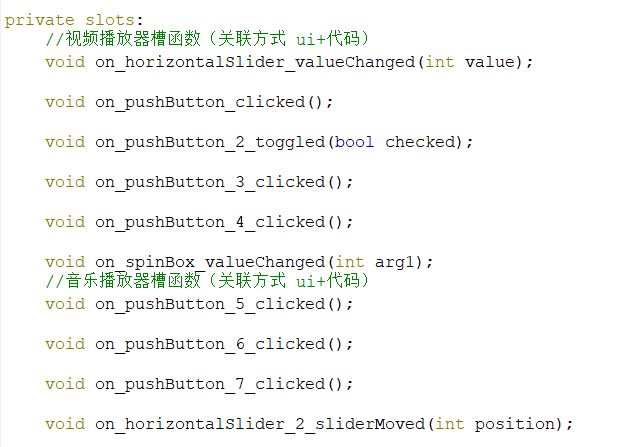 private slots:
//视频播放器槽函数（关联方式 ui+代码）
void on_horizontalSlider_valueChanged(int value);
void on_pushButton_clicked();
void on_pushButton_2_toggled(bool checked);
void on_pushButton_3_clicked();
void on_pushButton_4_clicked();
void on_spinBox_valueChanged(int arg1);
//音乐播放器槽函数（关联方式 ui+代码）
void on_pushButton_5_clicked();
void on_pushButton_6_clicked();
void on_pushButton_7_clicked();
void on_horizontalSlider_2_sliderMoved(int position);